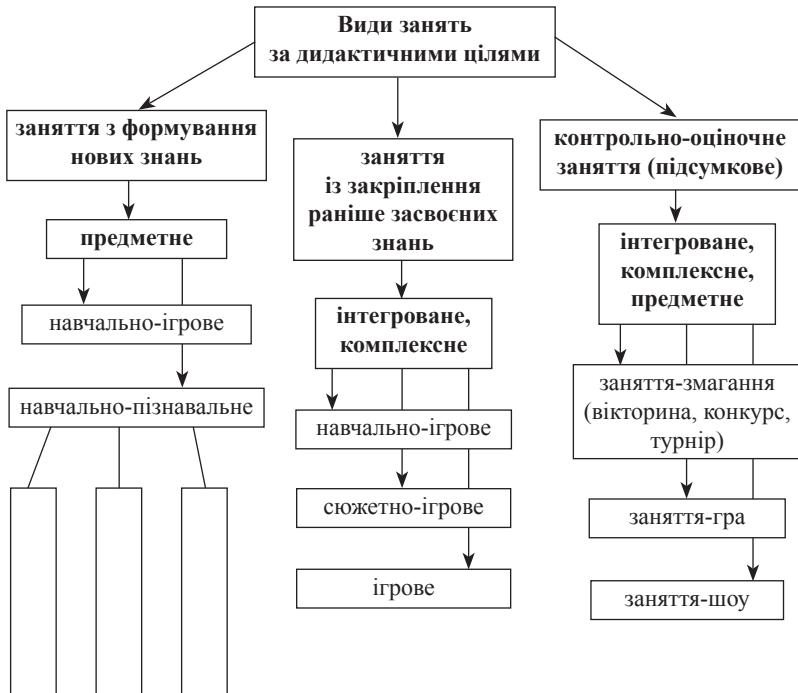 Види занять
за дидактичними цілями
заняття з формування
нових знань
предметне
навчально-ігрове
навчально-пізнавальне
заняття
із закріплення
раніше засвоєних
знань
інтегроване,
комплексне
навчально-ігрове
сюжетно-ігрове
ігрове
контрольно-оціночне
заняття (підсумкове)
інтегроване,
комплексне,
предметне
заняття-змагання
(вікторина, конкурс,
турнір)
заняття-гра
заняття-шоу